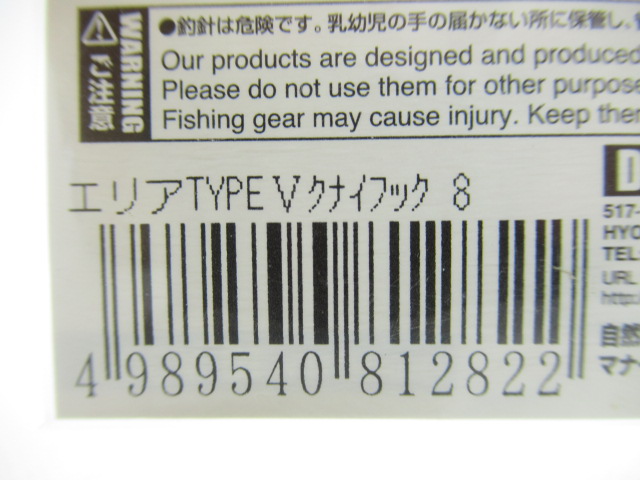 WARNING
ご注意
●釣針は危険です。乳幼児の手の届かない所に保管し、
Our products are designed and produced
Please do not use them for other purpose
Fishing gear may cause injury. Keep them
エリアTYPE V クナイフック 8
4 989540 812822
D
517-
HYO
TEL.
URL
http:
自然
マナ